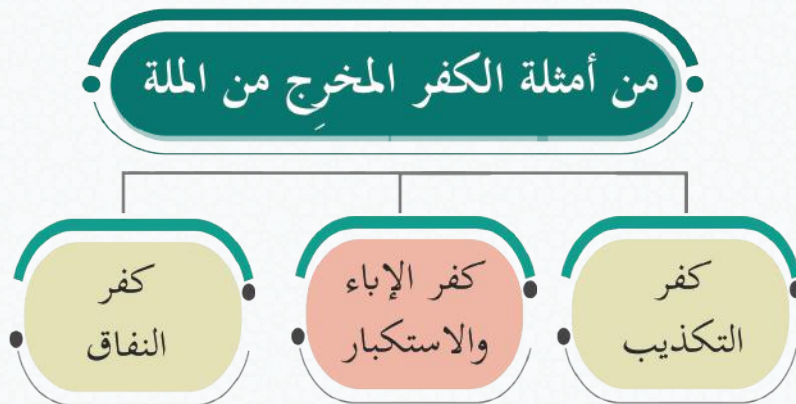 من أمثلة الكفر المخرِج من الملة
كفر
التكذيب
كفر الإباء
والاستكبار
كفر
النفاق